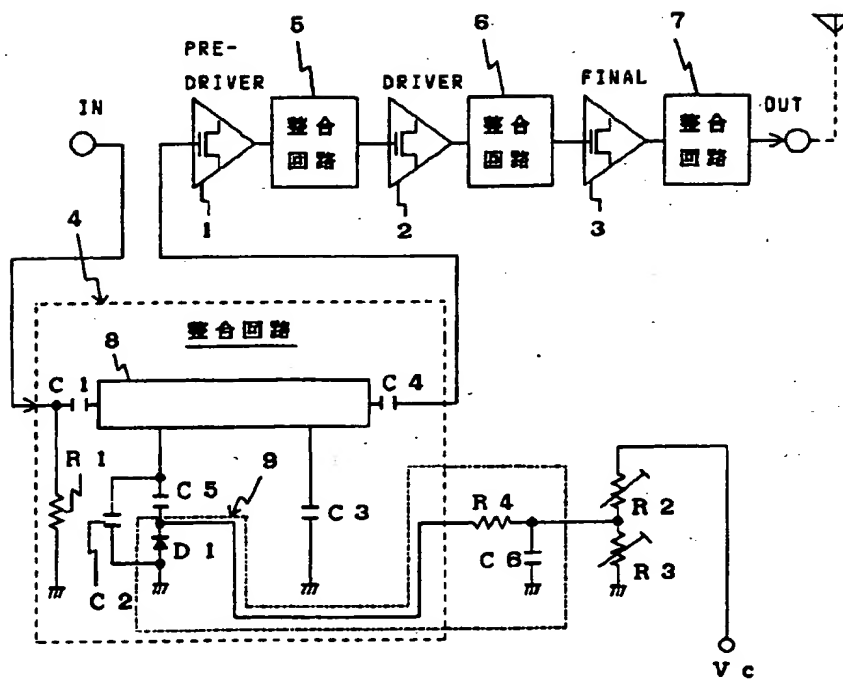 5
6
7
PRE-
DRIVER
DRIVER
FINAL
IN
OUT
整合
回路
整合
回路
整合
回路
1
2
3
4
整合回路
8
C 1
C 4
R 1
C 5
9
C 3
R 4
R 2
D 1
C 6
R 3
C 2
V c